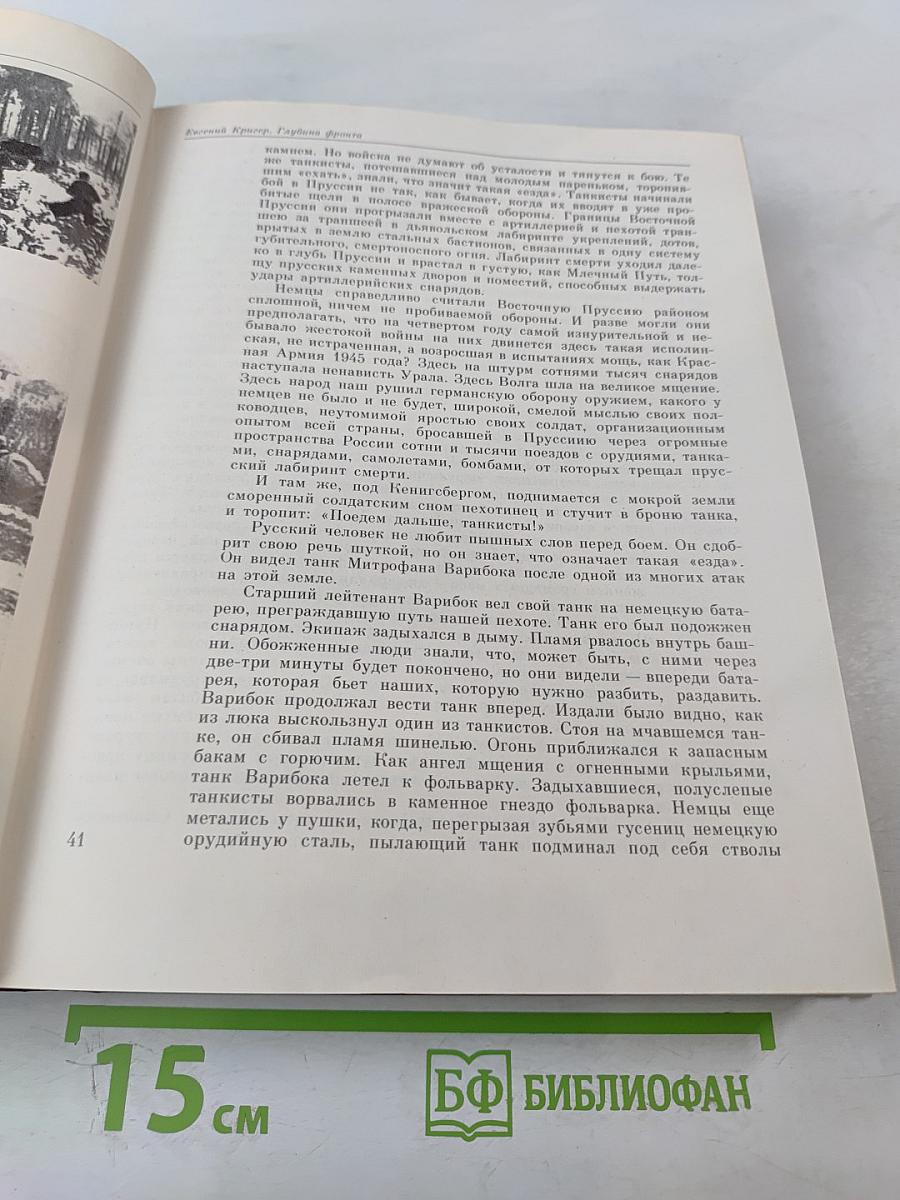 Евгений Кригер. Глубина фронта
камнем. Но войска не думают об усталости и тянутся к бою. Те
же танкисты, потешавшиеся над молодым пареньком, торопив-
шим «ехать», знали, что значит такая «езда». Танкисты начинали
бой в Пруссии не так, как бывает, когда их вводят в уже про-
битые щели в полосе вражеской обороны. Границы Восточной
Пруссии они прогрызали вместе с артиллерией и пехотой тран-
шею за траншеей в дьявольском лабиринте укреплений, дотов,
врытых в землю стальных бастионов, связанных в одну систему
губительного, смертоносного огня. Лабиринт смерти уходил дале-
ко в глубь Пруссии и врастал в густую, как Млечный Путь, тол-
щу прусских каменных дворов и поместий, способных выдержать
удары артиллерийских снарядов.
Немцы справедливо считали Восточную Пруссию районом
сплошной, ничем не пробиваемой обороны. И разве могли они
предполагать, что на четвертом году самой изнурительной и не-
бывало жестокой войны на них двинется здесь такая исполин-
ская, не истраченная, а возросшая в испытаниях мощь, как Крас-
ная Армия 1945 года? Здесь на штурм сотнями тысяч снарядов
наступала ненависть Урала. Здесь Волга шла на великое мщение.
Здесь народ наш рушил германскую оборону оружием, какого у
немцев не было и не будет, широкой, смелой мыслью своих пол-
ководцев, неутомимой яростью своих солдат, организационным
опытом всей страны, бросавшей в Пруссиию через огромные
пространства России сотни и тысячи поездов с орудиями, танка-
ми, снарядами, самолетами, бомбами, от которых трещал прус-
ский лабиринт смерти.
И там же, под Кенигсбергом, поднимается с мокрой земли
сморенный солдатским сном пехотинец и стучит в броню танка,
и торопит: «Поедем дальше, танкисты!»
Русский человек не любит пышных слов перед боем. Он сдоб-
рит свою речь шуткой, но он знает, что означает такая «езда».
Он видел танк Митрофана Варибока после одной из многих атак
на этой земле.
Старший лейтенант Варибок вел свой танк на немецкую бата-
рею, преграждавшую путь нашей пехоте. Танк его был подожжен
снарядом. Экипаж задыхался в дыму. Пламя рвалось внутрь баш-
ни. Обожженные люди знали, что, может быть, с ними через
две-три минуты будет покончено, но они видели — впереди бата-
рея, которая бьет наших, которую нужно разбить, раздавить.
Варибок продолжал вести танк вперед. Издали было видно, как
из люка выскользнул один из танкистов. Стоя на мчавшемся тан-
ке, он сбивал пламя шинелью. Огонь приближался к запасным
бакам с горючим. Как ангел мщения с огненными крыльями,
танк Варибока летел к фольварку. Задыхавшиеся, полуслепые
танкисты ворвались в каменное гнездо фольварка. Немцы еще
метались у пушки, когда, перегрызая зубьями гусениц немецкую
орудийную сталь, пылающий танк подминал под себя стволы
41
15 см
БФ БИБЛИОФАН